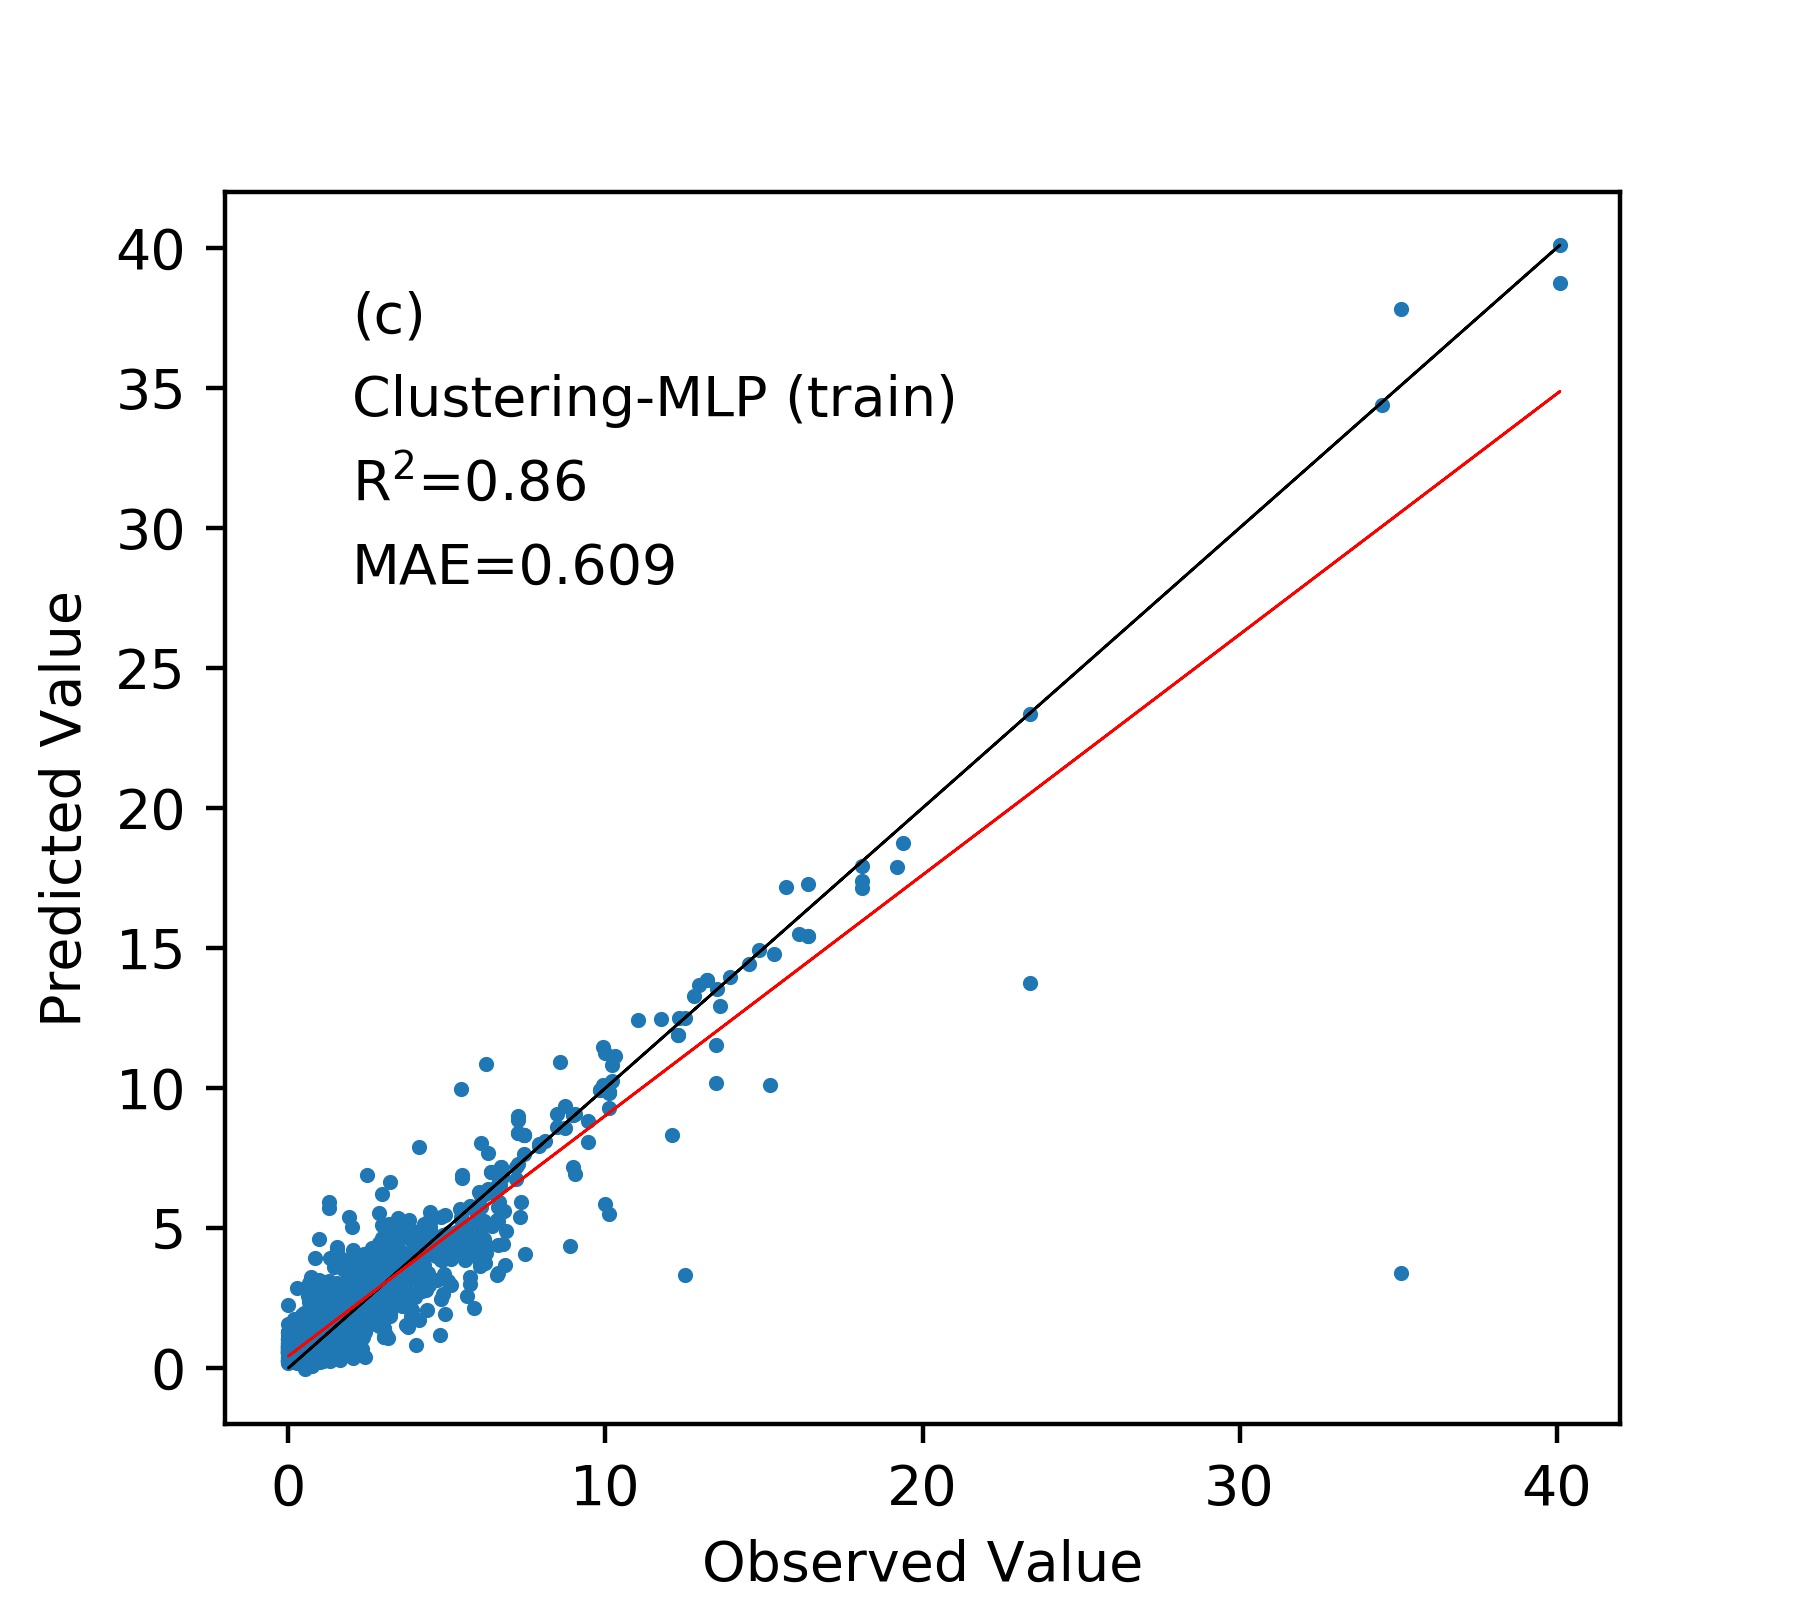 (c)
Clustering-MLP (train)
R²=0.86
MAE=0.609
Predicted Value
40
35
30
25
20
15
10
5
0
0 10 20 30 40
Observed Value